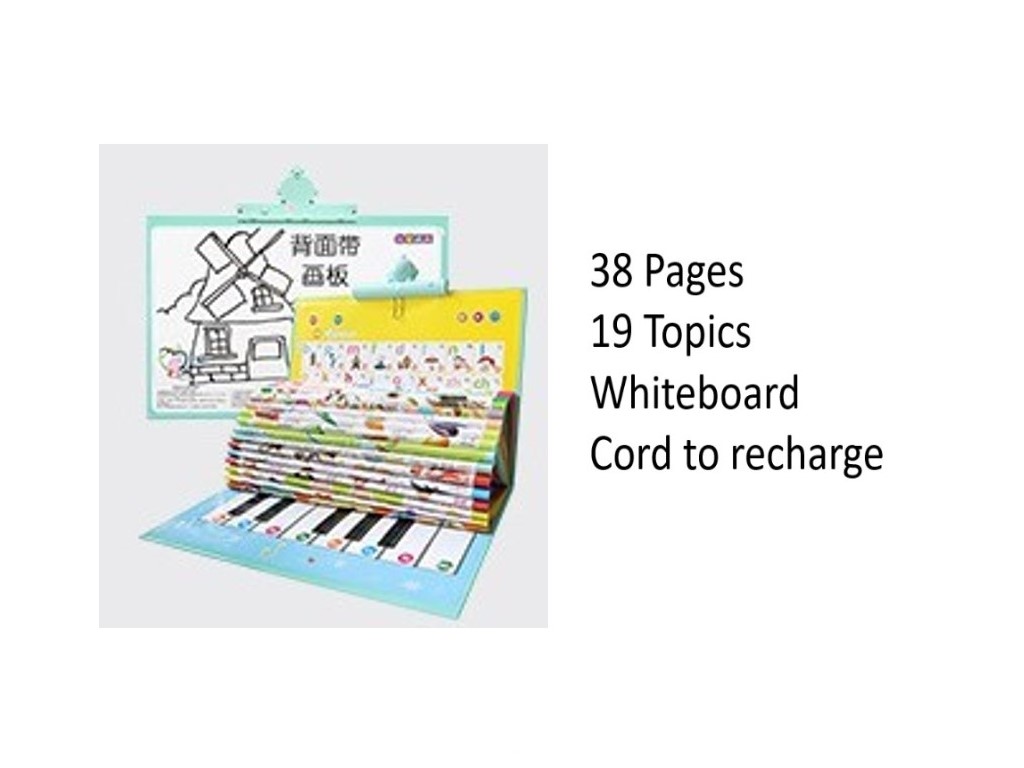 背面带
画板
38 Pages
19 Topics
Whiteboard
Cord to recharge